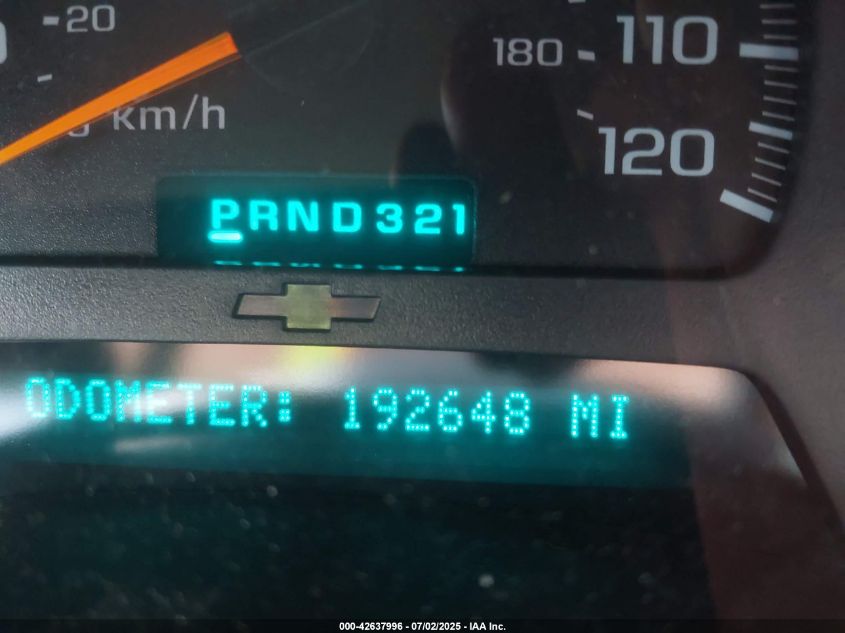 20
110
180
km/h
120
PRND321
ODOMETER: 192648 MI
000-42637996 - 07/02/2025 - IAA Inc.